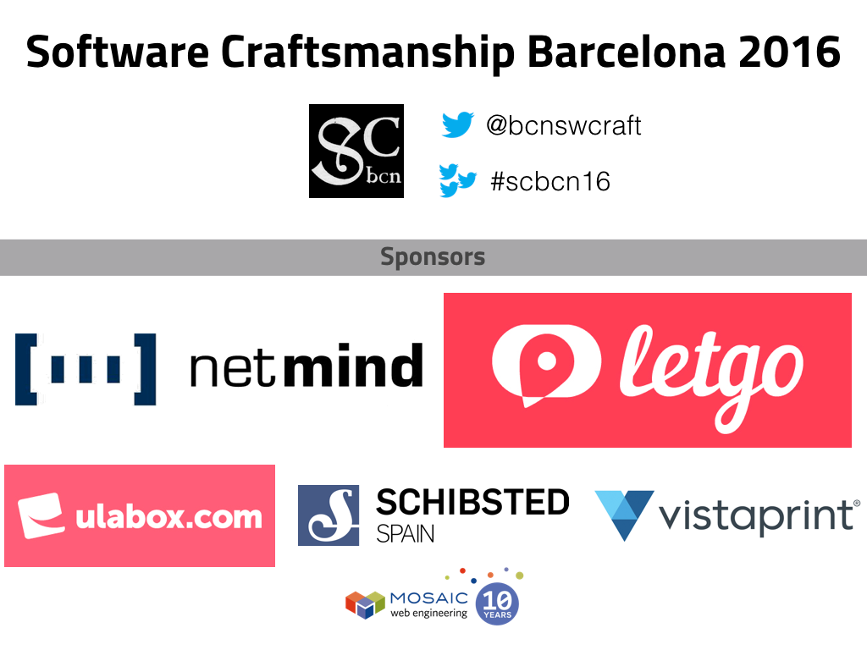 Software Craftsmanship Barcelona 2016
SC
bcn
@bcnswcraft
#scbcn16
Sponsors
[III] netmind
letgo
ulabox.com
S SCHIBSTED
SPAIN
vistaprint®
MOSAIC
web engineering
10
YEARS